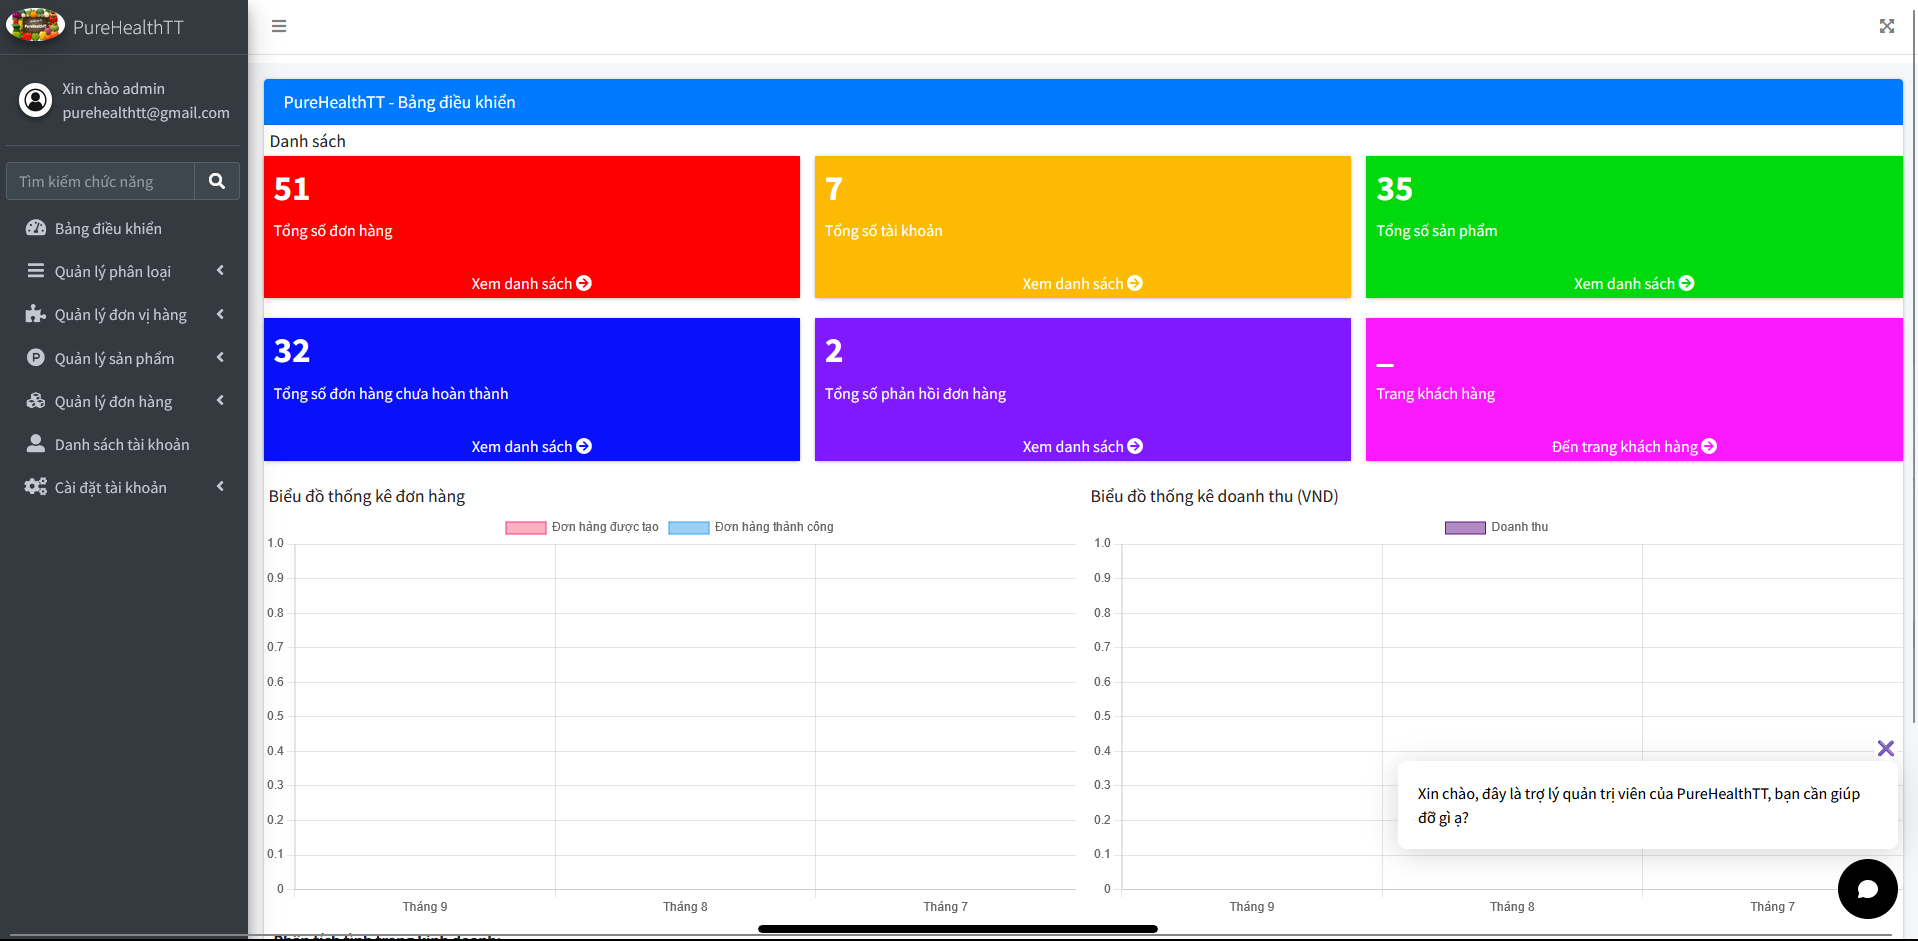 PureHealthTT
Xin chào admin
purehealthtt@gmail.com
Tìm kiếm chức năng
Bảng điều khiển
Quản lý phân loại
Quản lý đơn vị hàng
Quản lý sản phẩm
Quản lý đơn hàng
Danh sách tài khoản
Cài đặt tài khoản
PureHealthTT - Bảng điều khiển
Danh sách
51
Tổng số đơn hàng
Xem danh sách
7
Tổng số tài khoản
Xem danh sách
35
Tổng số sản phẩm
Xem danh sách
32
Tổng số đơn hàng chưa hoàn thành
Xem danh sách
2
Tổng số phản hồi đơn hàng
Xem danh sách
_
Trang khách hàng
Đến trang khách hàng
Biểu đồ thống kê đơn hàng
Đơn hàng được tạo Đơn hàng thành công
1.0
0.9
0.8
0.7
0.6
0.5
0.4
0.3
0.2
0.1
0
Tháng 9 Tháng 8 Tháng 7
Biểu đồ thống kê doanh thu (VND)
Doanh thu
1.0
0.9
0.8
0.7
0.6
0.5
0.4
0.3
0.2
0.1
0
Tháng 9 Tháng 8 Tháng 7
Xin chào, đây là trợ lý quản trị viên của PureHealthTT, bạn cần giúp
đỡ gì ạ?
Phân tích tình trạng kinh doanh: